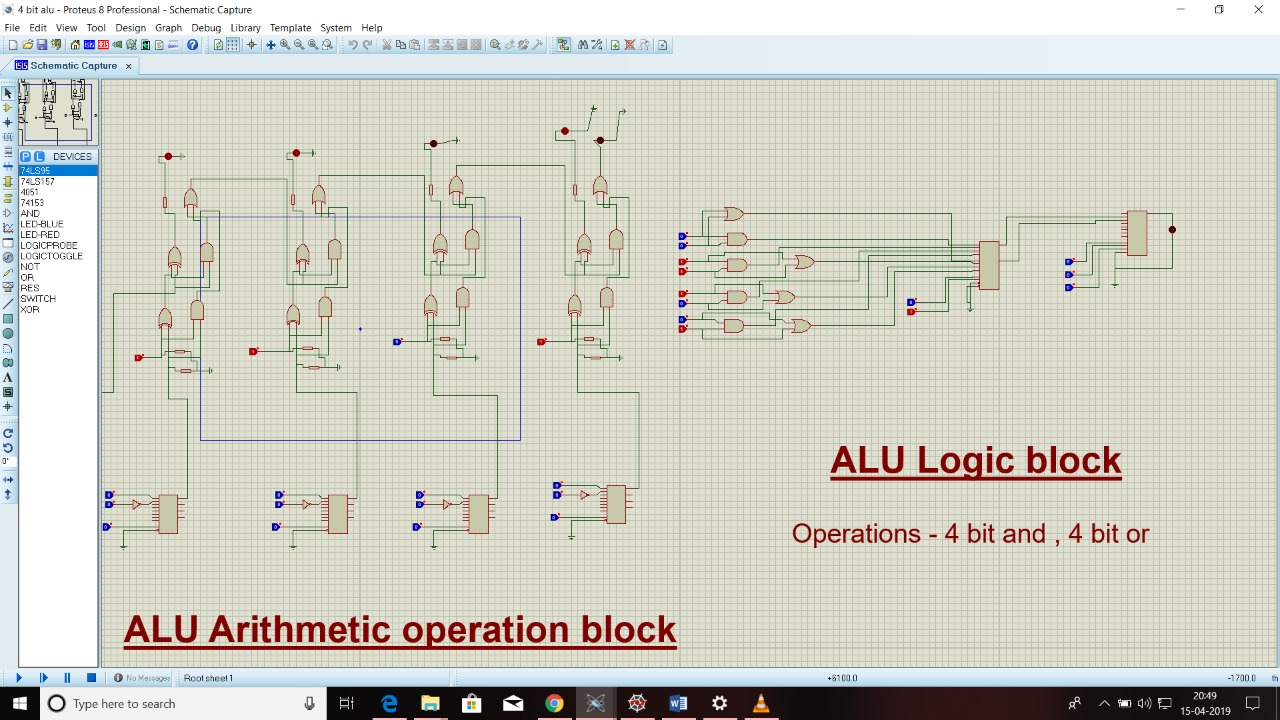 4 bit alu - Proteus 8 Professional - Schematic Capture
File Edit View Tool Design Graph Debug Library Template System Help
Schematic Capture
P L DEVICES
74LS95
74LS157
4051
74153
AND
LED-BLUE
LED-RED
LOGICPROBE
LOGICTOGGLE
NOT
OR
RES
SWITCH
XOR
0°
ALU Logic block
Operations - 4 bit and , 4 bit or
ALU Arithmetic operation block
No Messages
Root sheet 1
+6100.0
-1700.0
th
Type here to search
20:49
15-04-2019